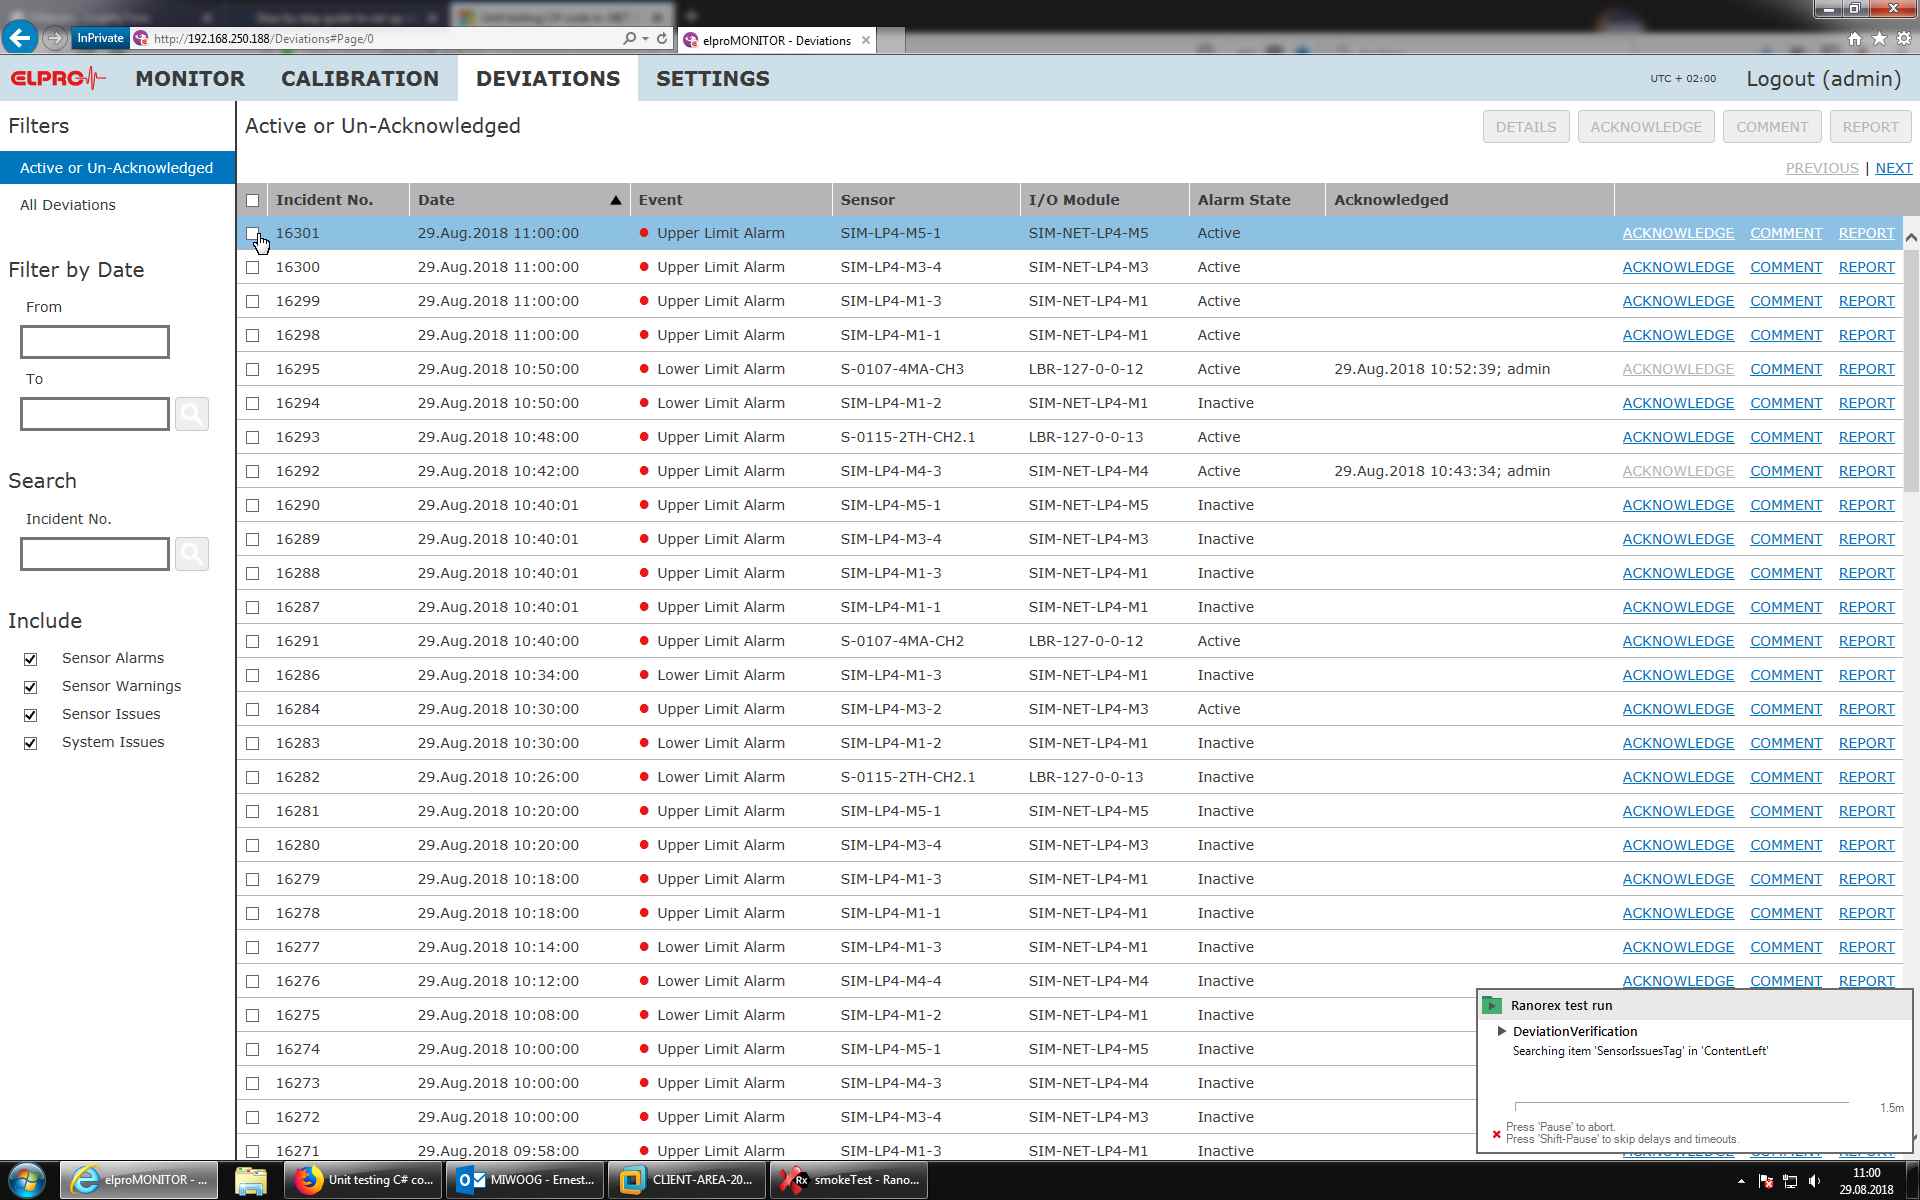 InPrivate http://192.168.250.188/Deviations#Page/0 elproMONITOR - Deviations
ELPRO MONITOR CALIBRATION DEVIATIONS SETTINGS UTC + 02:00 Logout (admin)
Filters
Active or Un-Acknowledged
All Deviations
Filter by Date
From
To
Search
Incident No.
Include
Sensor Alarms
Sensor Warnings
Sensor Issues
System Issues
Active or Un-Acknowledged DETAILS ACKNOWLEDGE COMMENT REPORT
PREVIOUS | NEXT
Incident No. Date Event Sensor I/O Module Alarm State Acknowledged
16301 29.Aug.2018 11:00:00 Upper Limit Alarm SIM-LP4-M5-1 SIM-NET-LP4-M5 Active ACKNOWLEDGE COMMENT REPORT
16300 29.Aug.2018 11:00:00 Upper Limit Alarm SIM-LP4-M3-4 SIM-NET-LP4-M3 Active ACKNOWLEDGE COMMENT REPORT
16299 29.Aug.2018 11:00:00 Upper Limit Alarm SIM-LP4-M1-3 SIM-NET-LP4-M1 Active ACKNOWLEDGE COMMENT REPORT
16298 29.Aug.2018 11:00:00 Upper Limit Alarm SIM-LP4-M1-1 SIM-NET-LP4-M1 Active ACKNOWLEDGE COMMENT REPORT
16295 29.Aug.2018 10:50:00 Lower Limit Alarm S-0107-4MA-CH3 LBR-127-0-0-12 Active 29.Aug.2018 10:52:39; admin ACKNOWLEDGE COMMENT REPORT
16294 29.Aug.2018 10:50:00 Lower Limit Alarm SIM-LP4-M1-2 SIM-NET-LP4-M1 Inactive ACKNOWLEDGE COMMENT REPORT
16293 29.Aug.2018 10:48:00 Upper Limit Alarm S-0115-2TH-CH2.1 LBR-127-0-0-13 Active ACKNOWLEDGE COMMENT REPORT
16292 29.Aug.2018 10:42:00 Upper Limit Alarm SIM-LP4-M4-3 SIM-NET-LP4-M4 Active 29.Aug.2018 10:43:34; admin ACKNOWLEDGE COMMENT REPORT
16290 29.Aug.2018 10:40:01 Upper Limit Alarm SIM-LP4-M5-1 SIM-NET-LP4-M5 Inactive ACKNOWLEDGE COMMENT REPORT
16289 29.Aug.2018 10:40:01 Upper Limit Alarm SIM-LP4-M3-4 SIM-NET-LP4-M3 Inactive ACKNOWLEDGE COMMENT REPORT
16288 29.Aug.2018 10:40:01 Upper Limit Alarm SIM-LP4-M1-3 SIM-NET-LP4-M1 Inactive ACKNOWLEDGE COMMENT REPORT
16287 29.Aug.2018 10:40:01 Upper Limit Alarm SIM-LP4-M1-1 SIM-NET-LP4-M1 Inactive ACKNOWLEDGE COMMENT REPORT
16291 29.Aug.2018 10:40:00 Upper Limit Alarm S-0107-4MA-CH2 LBR-127-0-0-12 Active ACKNOWLEDGE COMMENT REPORT
16286 29.Aug.2018 10:34:00 Lower Limit Alarm SIM-LP4-M1-3 SIM-NET-LP4-M1 Inactive ACKNOWLEDGE COMMENT REPORT
16284 29.Aug.2018 10:30:00 Upper Limit Alarm SIM-LP4-M3-2 SIM-NET-LP4-M3 Active ACKNOWLEDGE COMMENT REPORT
16283 29.Aug.2018 10:30:00 Lower Limit Alarm SIM-LP4-M1-2 SIM-NET-LP4-M1 Inactive ACKNOWLEDGE COMMENT REPORT
16282 29.Aug.2018 10:26:00 Lower Limit Alarm S-0115-2TH-CH2.1 LBR-127-0-0-13 Inactive ACKNOWLEDGE COMMENT REPORT
16281 29.Aug.2018 10:20:00 Upper Limit Alarm SIM-LP4-M5-1 SIM-NET-LP4-M5 Inactive ACKNOWLEDGE COMMENT REPORT
16280 29.Aug.2018 10:20:00 Upper Limit Alarm SIM-LP4-M3-4 SIM-NET-LP4-M3 Inactive ACKNOWLEDGE COMMENT REPORT
16279 29.Aug.2018 10:18:00 Upper Limit Alarm SIM-LP4-M1-3 SIM-NET-LP4-M1 Inactive ACKNOWLEDGE COMMENT REPORT
16278 29.Aug.2018 10:18:00 Upper Limit Alarm SIM-LP4-M1-1 SIM-NET-LP4-M1 Inactive ACKNOWLEDGE COMMENT REPORT
16277 29.Aug.2018 10:14:00 Lower Limit Alarm SIM-LP4-M1-3 SIM-NET-LP4-M1 Inactive ACKNOWLEDGE COMMENT REPORT
16276 29.Aug.2018 10:12:00 Lower Limit Alarm SIM-LP4-M4-4 SIM-NET-LP4-M4 Inactive ACKNOWLEDGE COMMENT REPORT
16275 29.Aug.2018 10:08:00 Lower Limit Alarm SIM-LP4-M1-2 SIM-NET-LP4-M1 Inactive
16274 29.Aug.2018 10:00:00 Upper Limit Alarm SIM-LP4-M5-1 SIM-NET-LP4-M5 Inactive
16273 29.Aug.2018 10:00:00 Upper Limit Alarm SIM-LP4-M4-3 SIM-NET-LP4-M4 Inactive
16272 29.Aug.2018 10:00:00 Upper Limit Alarm SIM-LP4-M3-4 SIM-NET-LP4-M3 Inactive
16271 29.Aug.2018 09:58:00 Upper Limit Alarm SIM-LP4-M1-3 SIM-NET-LP4-M1 Inactive
Ranorex test run
DeviationVerification
Searching item 'SensorIssuesTag' in 'ContentLeft'
1.5m
Press 'Pause' to abort.
Press 'Shift-Pause' to skip delays and timeouts.
elproMONITOR - ... Unit testing C# co... MIWOOG - Ernest... CLIENT-AREA-20... Rx smokeTest - Rano... 11:00
29.08.2018